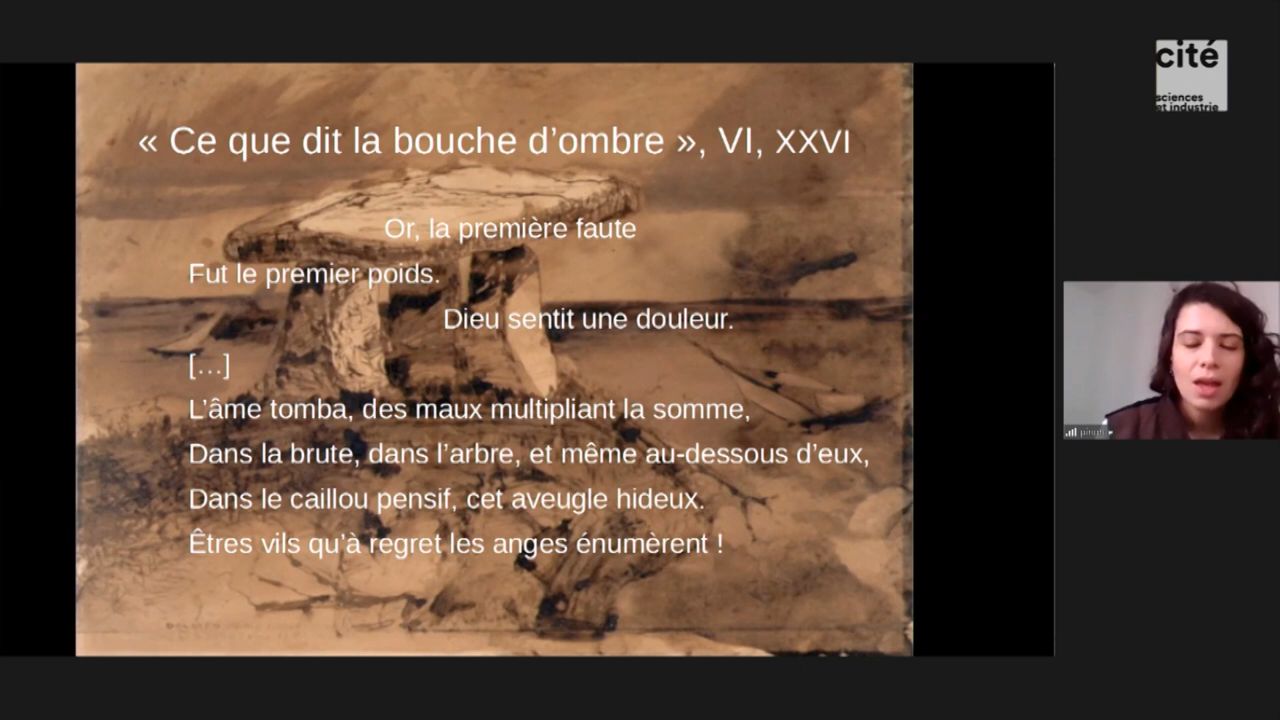 cité
sciences
et industrie
« Ce que dit la bouche d’ombre », VI, XXVI
Or, la première faute
Fut le premier poids.
Dieu sentit une douleur.
[…]
L’âme tomba, des maux multipliant la somme,
Dans la brute, dans l’arbre, et même au-dessous d’eux,
Dans le caillou pensif, cet aveugle hideux.
Êtres vils qu’à regret les anges énumèrent !